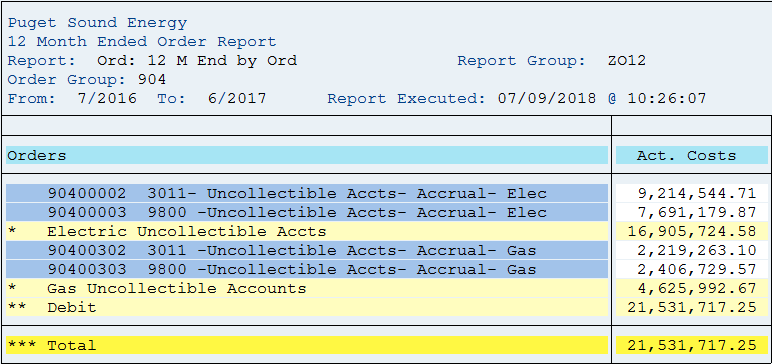 Puget Sound Energy
12 Month Ended Order Report
Report:  Ord: 12 M End by Ord  Report Group:  ZO12
Order Group: 904
From:  7/2016  To:  6/2017  Report Executed: 07/09/2018 @ 10:26:07
Orders  Act. Costs
90400002  3011- Uncollectible Accts- Accrual- Elec  9,214,544.71
90400003  9800 -Uncollectible Accts- Accrual- Elec  7,691,179.87
*  Electric Uncollectible Accts  16,905,724.58
90400302  3011 -Uncollectible Accts- Accrual- Gas  2,219,263.10
90400303  9800 -Uncollectible Accts- Accrual- Gas  2,406,729.57
*  Gas Uncollectible Accounts  4,625,992.67
**  Debit  21,531,717.25
*** Total  21,531,717.25